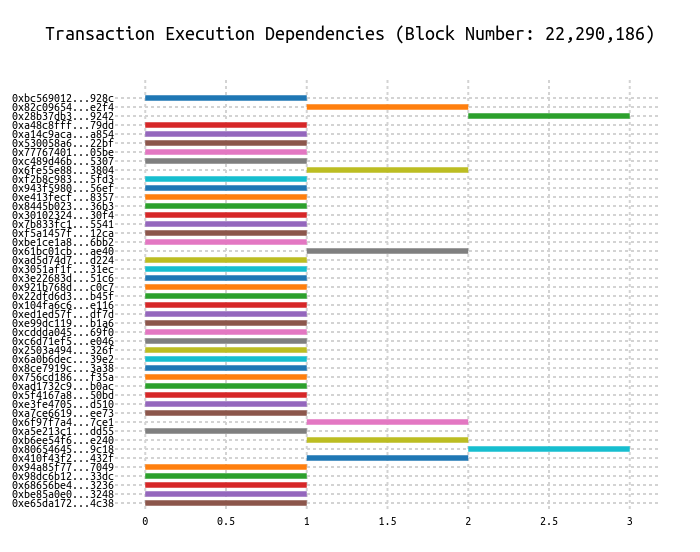 Transaction Execution Dependencies (Block Number: 22,290,186)
0xbc569012...928c
0x82c09654...e2f4
0x28b37db3...9242
0xa48c8fff...79dd
0xa14c9aca...a854
0x530058a6...22bf
0x77767401...05be
0xc489d46b...5307
0x6fe55e88...3804
0xf2b8c983...5fd3
0x943f5980...56ef
0xe413fecf...8357
0x8445b023...36b3
0x30102324...30f4
0x7b833fc1...5541
0xf5a1457f...12ca
0xbe1ce1a8...6bb2
0x61bc01cb...ae40
0xad5d74d7...d224
0x3051af1f...31ec
0x3e22683d...51c6
0x921b768d...c0c7
0x22dfd6d3...b45f
0x104fa6c6...e116
0xed1ed57f...df7d
0xe99dc119...b1a6
0xcddda045...69f0
0xc6d71ef5...e046
0x2503a494...326f
0x6a0b6dec...39e2
0x8ce7919c...3a38
0x756cd186...f35a
0xad1732c9...b0ac
0x5f4167a8...50bd
0xe3fe4705...d510
0xa7ce6619...ee73
0x6f97f7a4...7ce1
0xa5e213c1...dd55
0xb6ee54f6...e240
0x80654645...9c18
0x410f43f2...432f
0x94a85f77...7049
0x98dc6b12...33dc
0x68656be4...3236
0xbe85a0e0...3248
0xe65da172...4c38
0 0.5 1 1.5 2 2.5 3